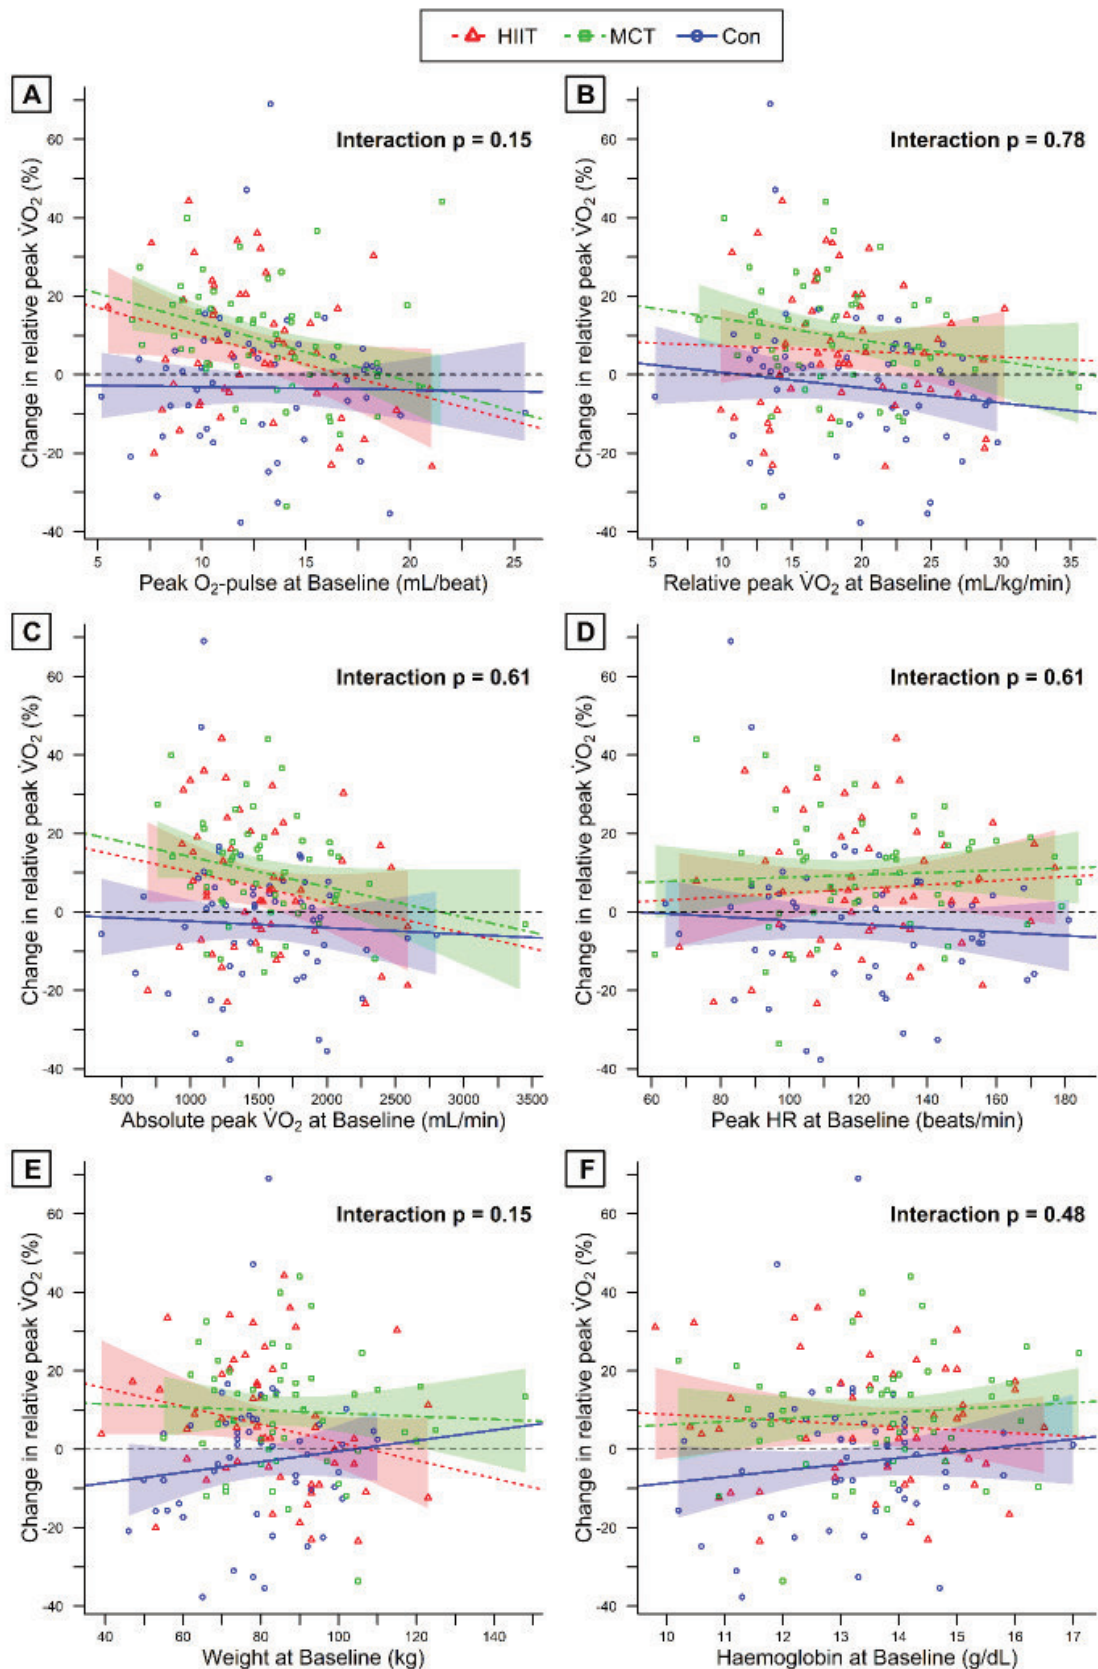 HIIT MCT Con
A
Interaction p = 0.15
Change in relative peak V̇O₂ (%)
60
40
20
0
-20
-40
5 10 15 20 25
Peak O₂-pulse at Baseline (mL/beat)
B
Interaction p = 0.78
Change in relative peak V̇O₂ (%)
60
40
20
0
-20
-40
5 10 15 20 25 30 35
Relative peak V̇O₂ at Baseline (mL/kg/min)
C
Interaction p = 0.61
Change in relative peak V̇O₂ (%)
60
40
20
0
-20
-40
500 1000 1500 2000 2500 3000 3500
Absolute peak V̇O₂ at Baseline (mL/min)
D
Interaction p = 0.61
Change in relative peak V̇O₂ (%)
60
40
20
0
-20
-40
60 80 100 120 140 160 180
Peak HR at Baseline (beats/min)
E
Interaction p = 0.15
Change in relative peak V̇O₂ (%)
60
40
20
0
-20
-40
40 60 80 100 120 140
Weight at Baseline (kg)
F
Interaction p = 0.48
Change in relative peak V̇O₂ (%)
60
40
20
0
-20
-40
10 11 12 13 14 15 16 17
Haemoglobin at Baseline (g/dL)